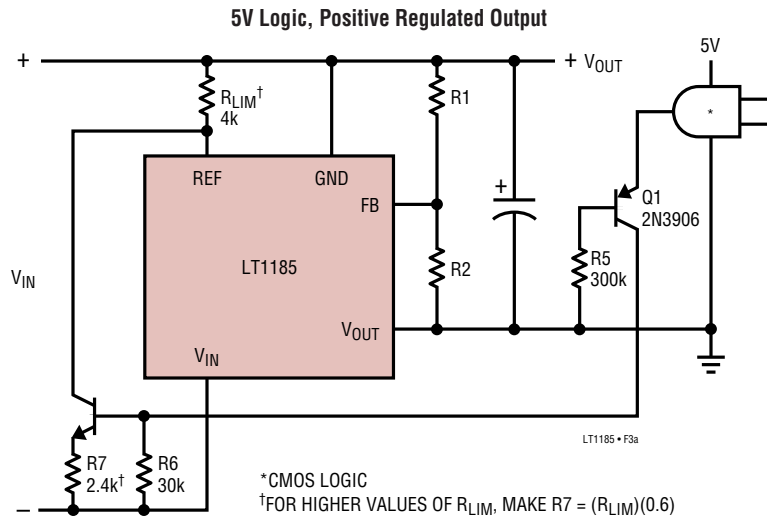 5V Logic, Positive Regulated Output
+
+ VOUT
5V
RLIM†
4k
R1
*
REF
GND
FB
+
Q1
2N3906
VIN
LT1185
R2
R5
300k
VOUT
VIN
LT1185 • F3a
R7
2.4k†
R6
30k
*CMOS LOGIC
†FOR HIGHER VALUES OF RLIM, MAKE R7 = (RLIM)(0.6)
–